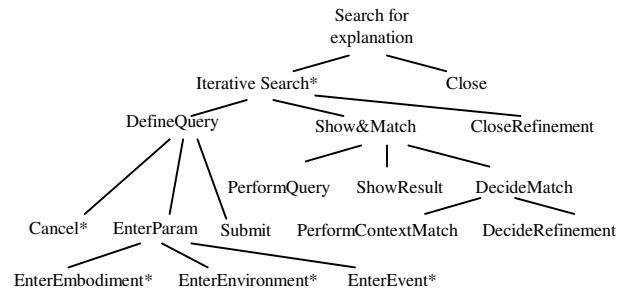 Search for
explanation
Iterative Search*
Close
DefineQuery
Show&Match
CloseRefinement
PerformQuery
ShowResult
DecideMatch
Cancel*
EnterParam
Submit
PerformContextMatch
DecideRefinement
EnterEmbodiment*
EnterEnvironment*
EnterEvent*